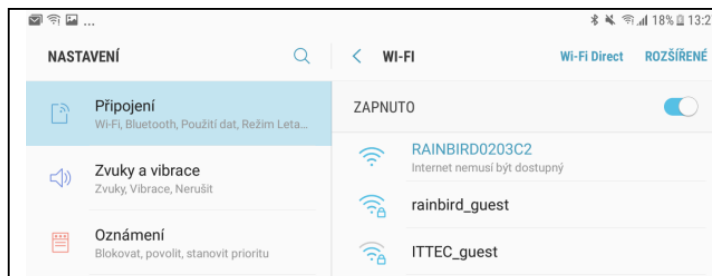 ... 18% 13:2
NASTAVENÍ
Připojení
Wi-Fi, Bluetooth, Použití dat, Režim Leta...
Zvuky a vibrace
Zvuky, Vibrace, Nerušit
Oznámení
Blokovat, povolit, stanovit prioritu
WI-FI Wi-Fi Direct ROZŠÍŘENÉ
ZAPNUTO
RAINBIRD0203C2
Internet nemusí být dostupný
rainbird_guest
ITTEC_guest